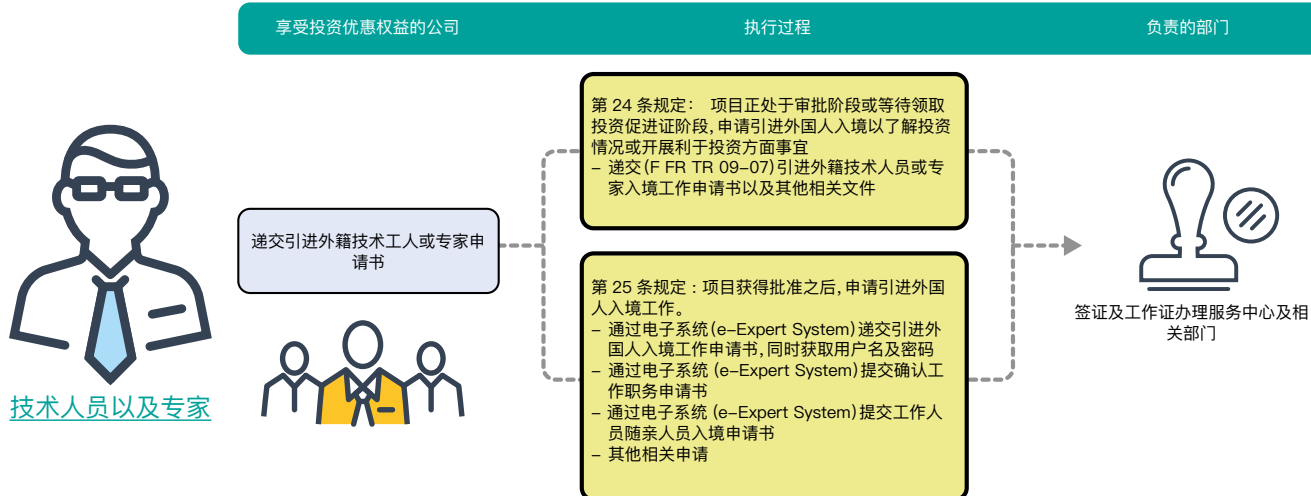 享受投资优惠权益的公司
执行过程
负责的部门
技术人员以及专家
递交引进外籍技术工人或专家申
请书
第 24 条规定： 项目正处于审批阶段或等待领取
投资促进证阶段,申请引进外国人入境以了解投资
情况或开展利于投资方面事宜
– 递交(F FR TR 09–07)引进外籍技术人员或专
家入境工作申请书以及其他相关文件
第 25 条规定 : 项目获得批准之后,申请引进外国
人入境工作。
– 通过电子系统(e–Expert System)递交引进外
国人入境工作申请书,同时获取用户名及密码
– 通过电子系统 (e–Expert System)提交确认工
作职务申请书
– 通过电子系统 (e–Expert System)提交工作人
员随亲人员入境申请书
– 其他相关申请
签证及工作证办理服务中心及相
关部门